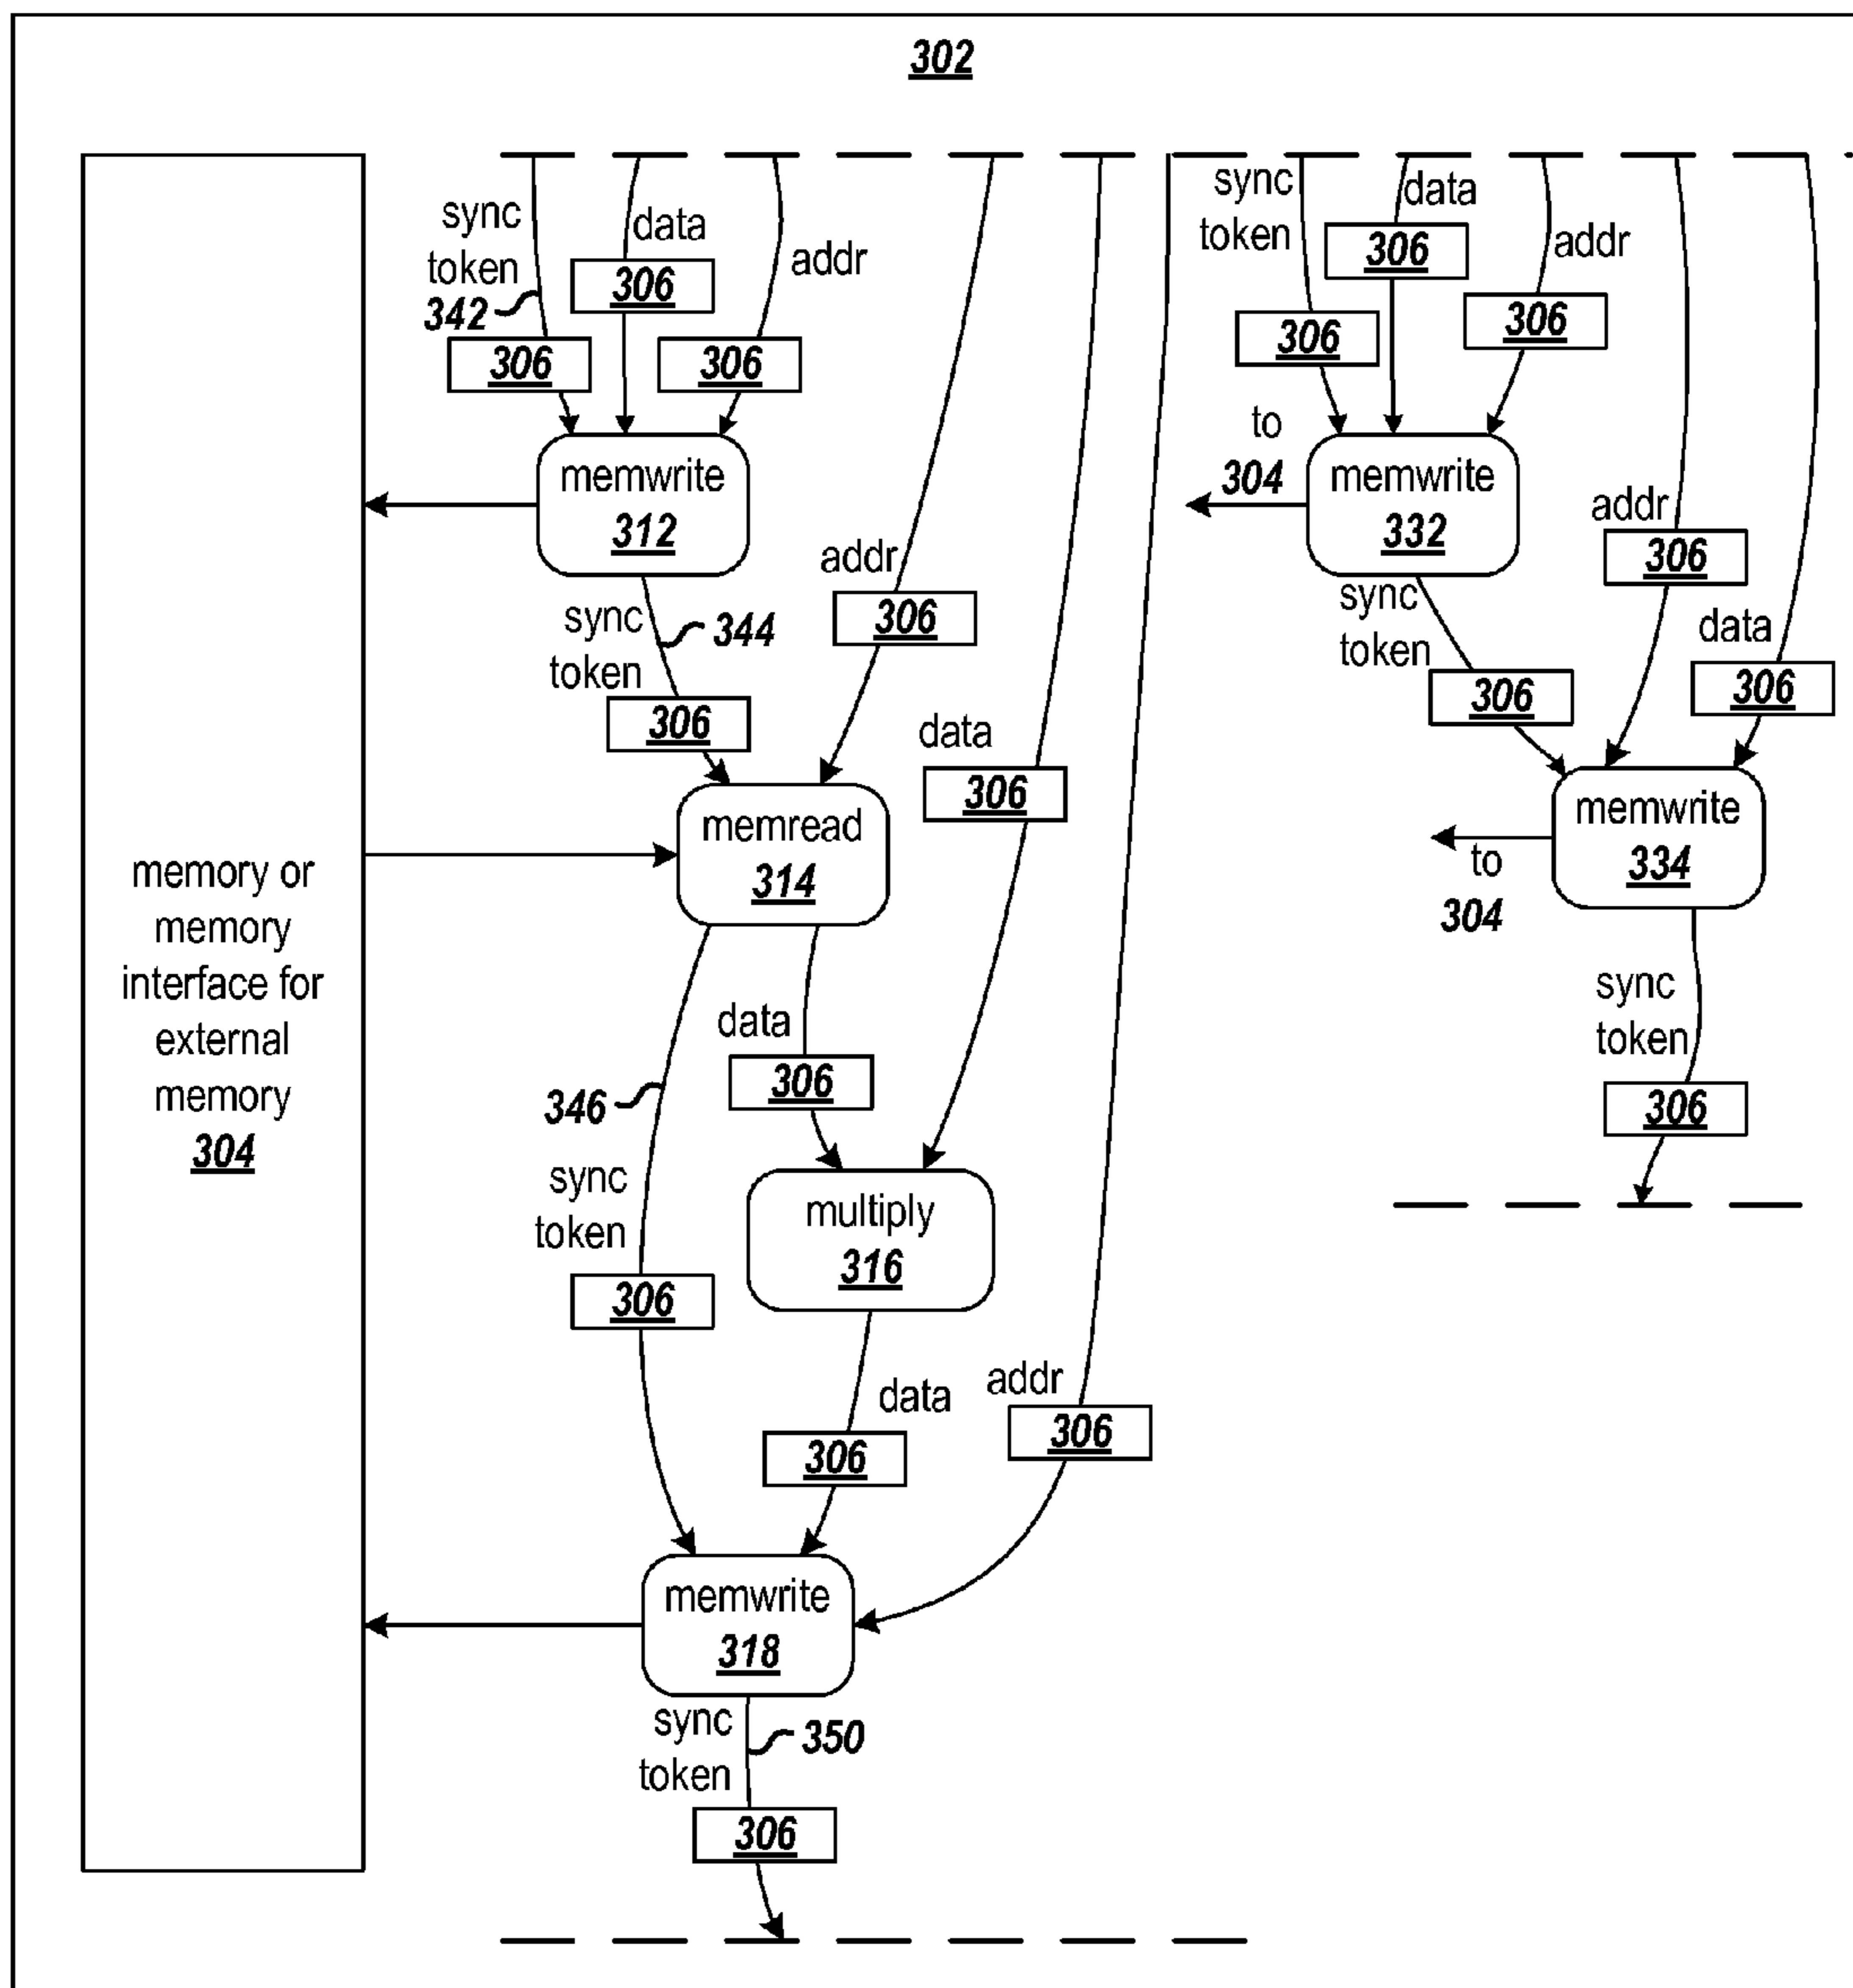 302
sync
token
342
data
306
addr
306
306
memwrite
312
sync
token
344
306
addr
306
memread
314
data
306
data
306
346
sync
token
306
multiply
316
data
306
addr
306
memwrite
318
sync
token
350
306
memory or
memory
interface for
external
memory
304
sync
token
306
data
306
addr
306
to
304
memwrite
332
sync
token
306
addr
306
data
306
memwrite
334
to
304
sync
token
306